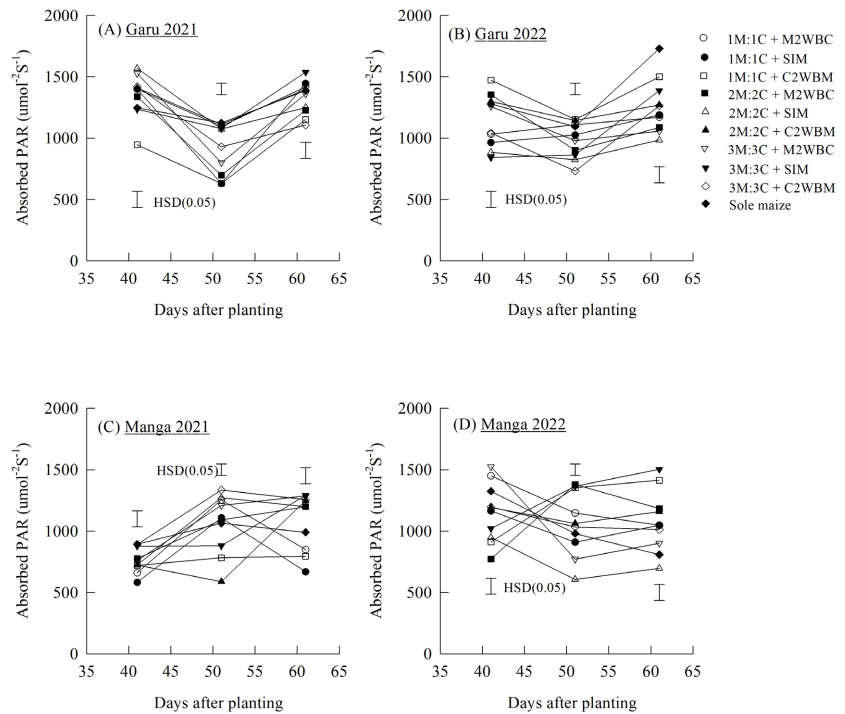 (A) Garu 2021
Absorbed PAR (umol⁻²S⁻¹)
2000
1500
1000
500
0
HSD(0.05)
35 40 45 50 55 60 65
Days after planting
(B) Garu 2022
Absorbed PAR (umol⁻²S⁻¹)
2000
1500
1000
500
0
HSD(0.05)
35 40 45 50 55 60 65
Days after planting
1M:1C + M2WBC
1M:1C + SIM
1M:1C + C2WBM
2M:2C + M2WBC
2M:2C + SIM
2M:2C + C2WBM
3M:3C + M2WBC
3M:3C + SIM
3M:3C + C2WBM
Sole maize
(C) Manga 2021
Absorbed PAR (umol⁻²S⁻¹)
2000
1500
1000
500
0
HSD(0.05)
35 40 45 50 55 60 65
Days after planting
(D) Manga 2022
Absorbed PAR (umol⁻²S⁻¹)
2000
1500
1000
500
0
HSD(0.05)
35 40 45 50 55 60 65
Days after planting